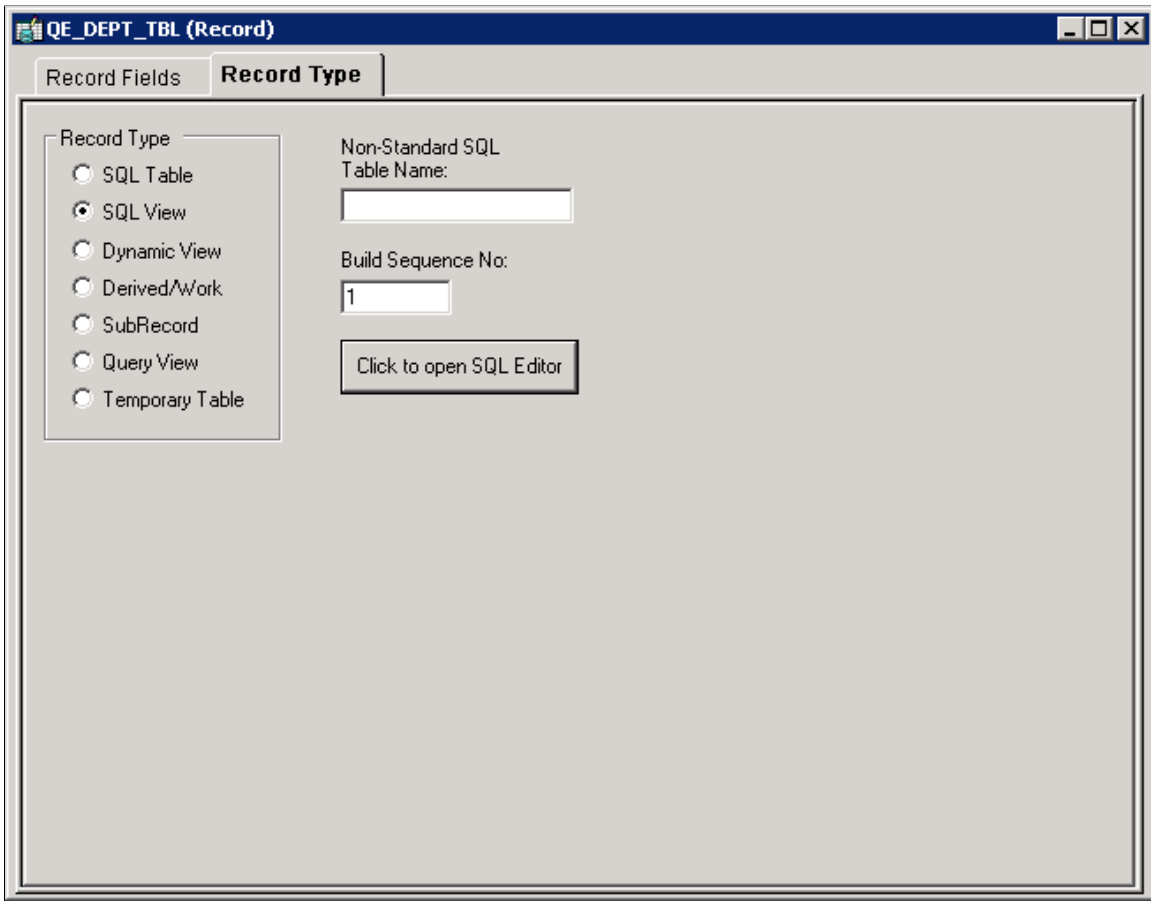 QE_DEPT_TBL (Record)
Record Fields
Record Type
Record Type
SQL Table
SQL View
Dynamic View
Derived/Work
SubRecord
Query View
Temporary Table
Non-Standard SQL
Table Name:
Build Sequence No:
1
Click to open SQL Editor